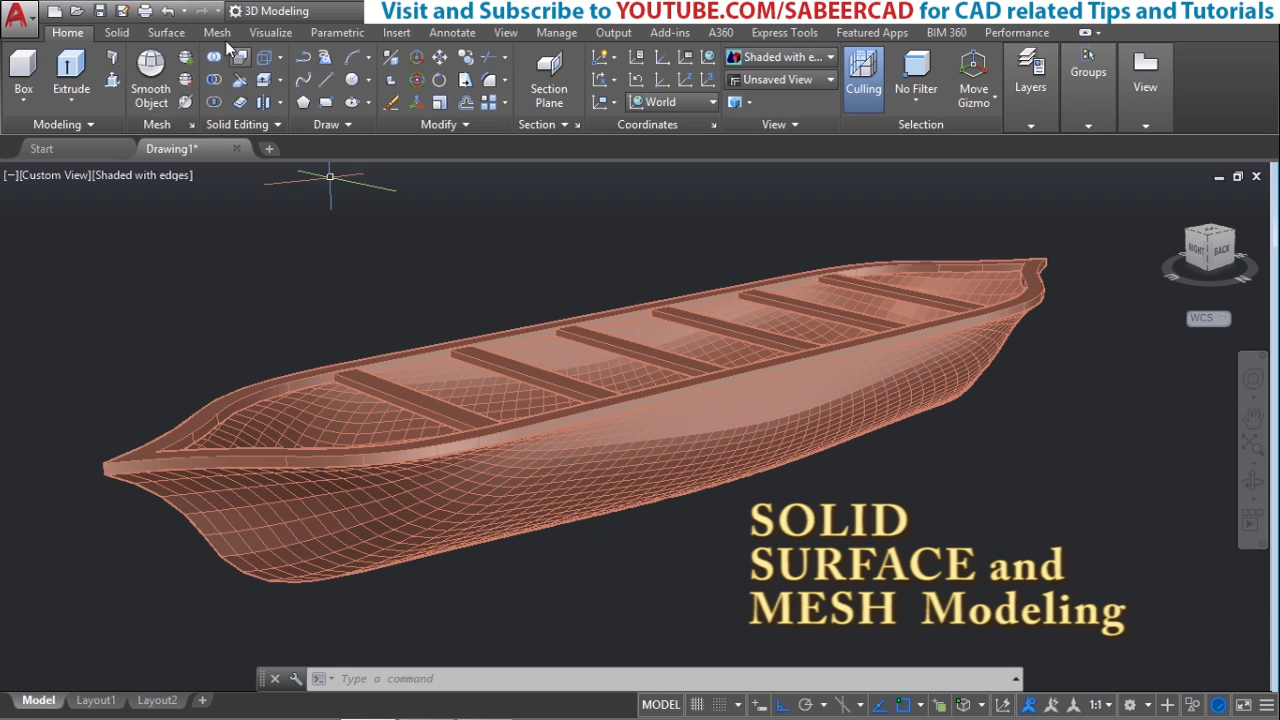 3D Modeling
Visit and Subscribe to YOUTUBE.COM/SABEERCAD for CAD related Tips and Tutorials
Home Solid Surface Mesh Visualize Parametric Insert Annotate View Manage Output Add-ins A360 Express Tools Featured Apps BIM 360 Performance
Shaded with e...
Unsaved View
World
Box Extrude Smooth Object Section Plane Culling No Filter Move Gizmo Layers Groups View
Modeling Mesh Solid Editing Draw Modify Section Coordinates View Selection
Start Drawing1*
[−][Custom View][Shaded with edges]
RIGHT BACK
WCS
SOLID
SURFACE and
MESH Modeling
Type a command
Model Layout1 Layout2 MODEL 1:1